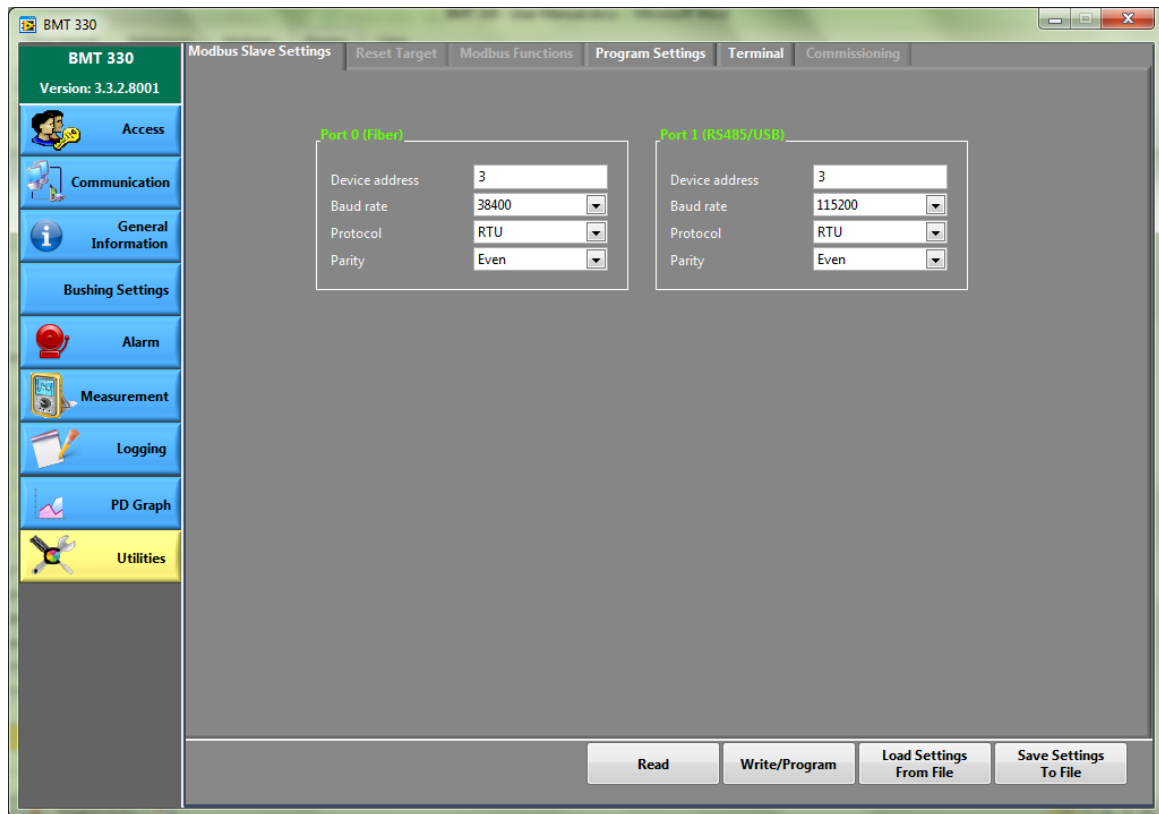 BMT 330
BMT 330
Version: 3.3.2.8001
Access
Communication
General
Information
Bushing Settings
Alarm
Measurement
Logging
PD Graph
Utilities
Modbus Slave Settings Reset Target Modbus Functions Program Settings Terminal Commissioning
Port 0 (Fiber)
Device address 3
Baud rate 38400
Protocol RTU
Parity Even
Port 1 (RS485/USB)
Device address 3
Baud rate 115200
Protocol RTU
Parity Even
Read
Write/Program
Load Settings
From File
Save Settings
To File